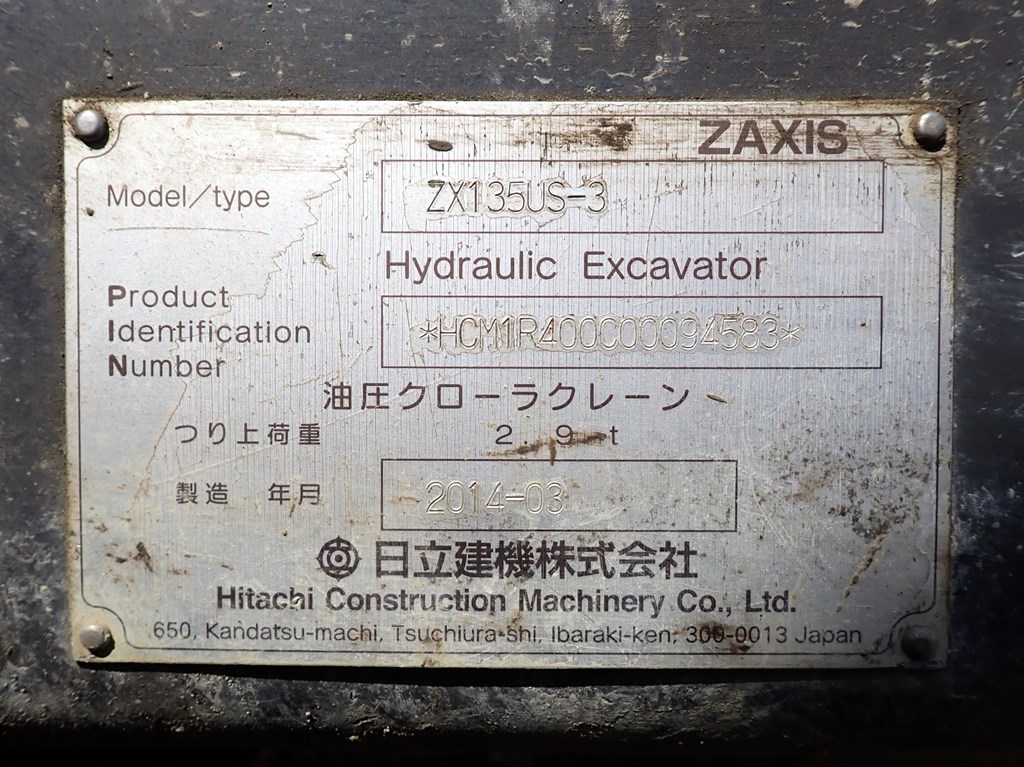 ZAXIS
Model/type ZX135US-3
Hydraulic Excavator
Product
Identification
Number
*HCM1R400C00094583*
油圧クローラクレーン
つり上荷重 2.9 t
製造 年月 2014-03
日立建機株式会社
Hitachi Construction Machinery Co., Ltd.
650, Kandatsu-machi, Tsuchiura-shi, Ibaraki-ken, 300-0013 Japan